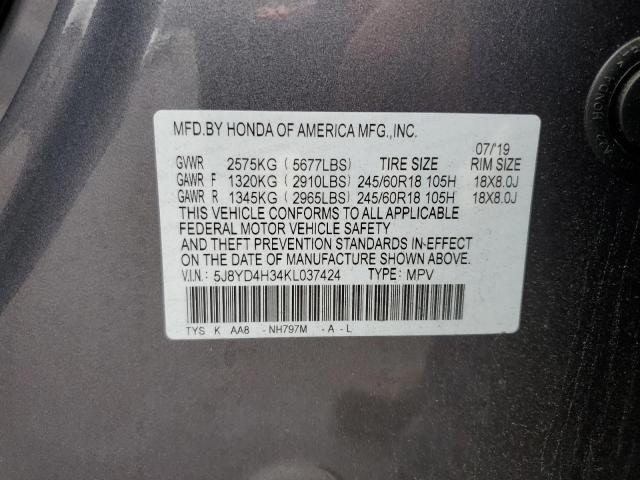 MFD.BY HONDA OF AMERICA MFG.,INC.
07/'19
GVWR 2575KG (5677LBS) TIRE SIZE RIM SIZE
GAWR F 1320KG (2910LBS) 245/60R18 105H 18X8.0J
GAWR R 1345KG (2965LBS) 245/60R18 105H 18X8.0J
THIS VEHICLE CONFORMS TO ALL APPLICABLE
FEDERAL MOTOR VEHICLE SAFETY
AND THEFT PREVENTION STANDARDS IN-EFFECT
ON THE DATE OF MANUFACTURE SHOWN ABOVE.
V.I.N.: 5J8YD4H34KL037424 TYPE: MPV
TYS K AA8 -NH797M -A-L
HONDA